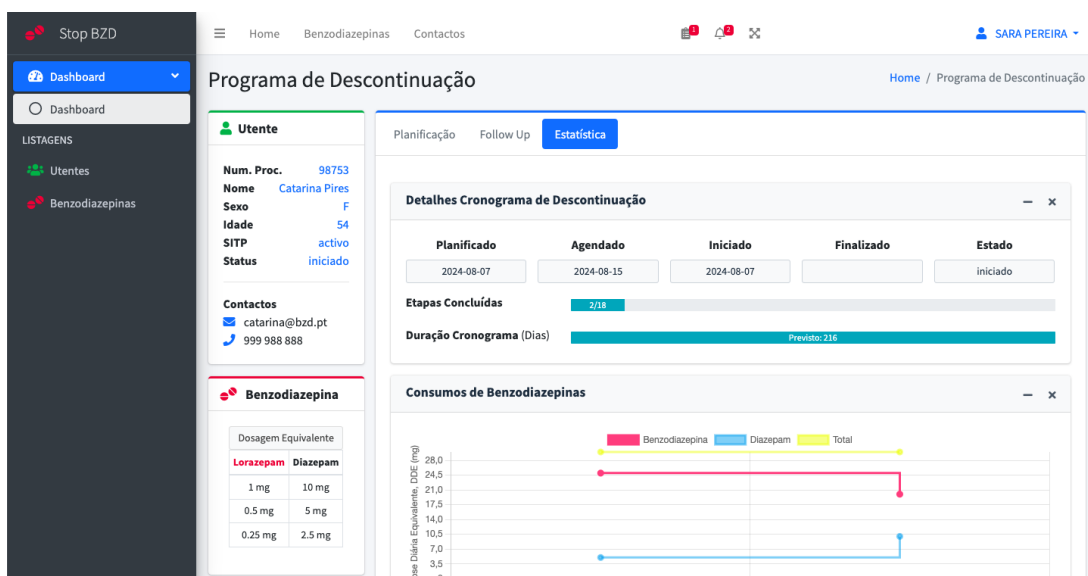 Stop BZD
Home Benzodiazepinas Contactos
1
2
SARA PEREIRA
Dashboard
Dashboard
LISTAGENS
Utentes
Benzodiazepinas
Programa de Descontinuação
Home / Programa de Descontinuação
Utente
Num. Proc. 98753
Nome Catarina Pires
Sexo F
Idade 54
SITP activo
Status iniciado
Contactos
catarina@bzd.pt
999 988 888
Benzodiazepina
Dosagem Equivalente
Lorazepam Diazepam
1 mg 10 mg
0.5 mg 5 mg
0.25 mg 2.5 mg
Planificação Follow Up Estatística
Detalhes Cronograma de Descontinuação
Planificado Agendado Iniciado Finalizado Estado
2024-08-07 2024-08-15 2024-08-07 iniciado
Etapas Concluídas 2/18
Duração Cronograma (Dias) Previsto: 216
Consumos de Benzodiazepinas
Benzodiazepina Diazepam Total
Diária Equivalente, DDE (mg)
28,0
24,5
21,0
17,5
14,0
10,5
7,0
3,5